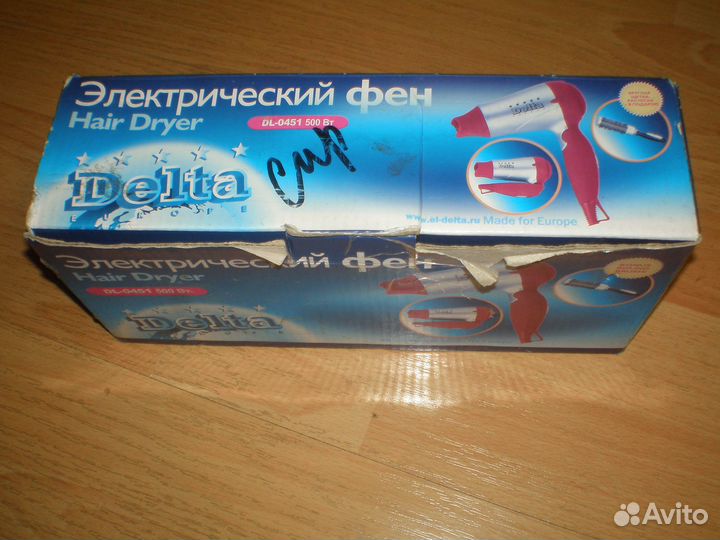 Электрический фен
Hair Dryer
DL-0451 500 Вт
Delta
EUROPE
сир
www.el-delta.ru Made for Europe
Электрический фен
Hair Dryer
DL-0451 500 Вт.
Delta
Avito